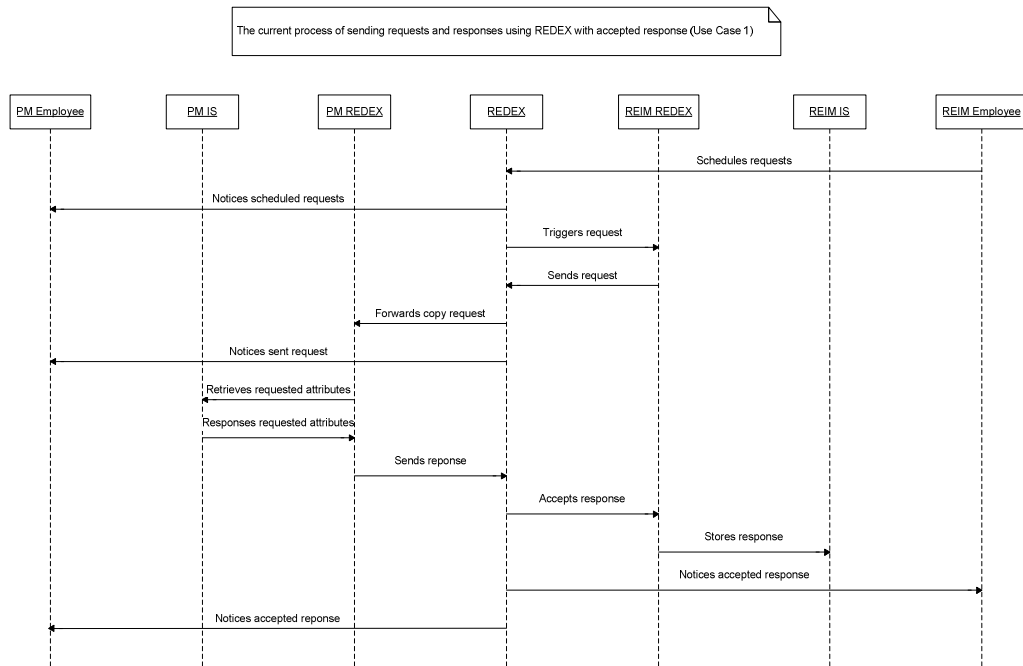 The current process of sending requests and responses using REDEX with accepted response (Use Case 1)
PM Employee
PM IS
PM REDEX
REDEX
REIM REDEX
REIM IS
REIM Employee
Schedules requests
Notices scheduled requests
Triggers request
Sends request
Forwards copy request
Notices sent request
Retrieves requested attributes
Responses requested attributes
Sends reponse
Accepts response
Stores response
Notices accepted response
Notices accepted reponse